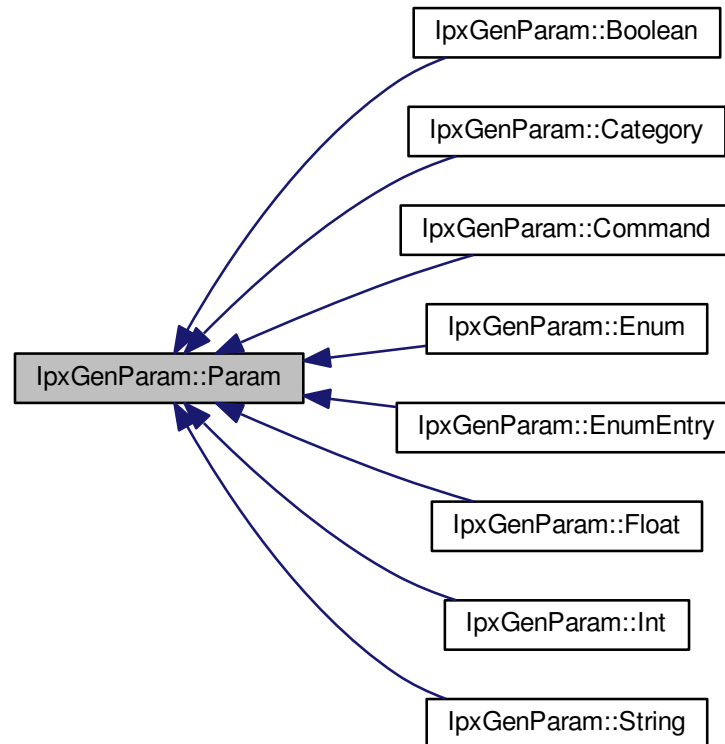 IpxGenParam::Boolean
IpxGenParam::Category
IpxGenParam::Command
IpxGenParam::Enum
IpxGenParam::Param
IpxGenParam::EnumEntry
IpxGenParam::Float
IpxGenParam::Int
IpxGenParam::String